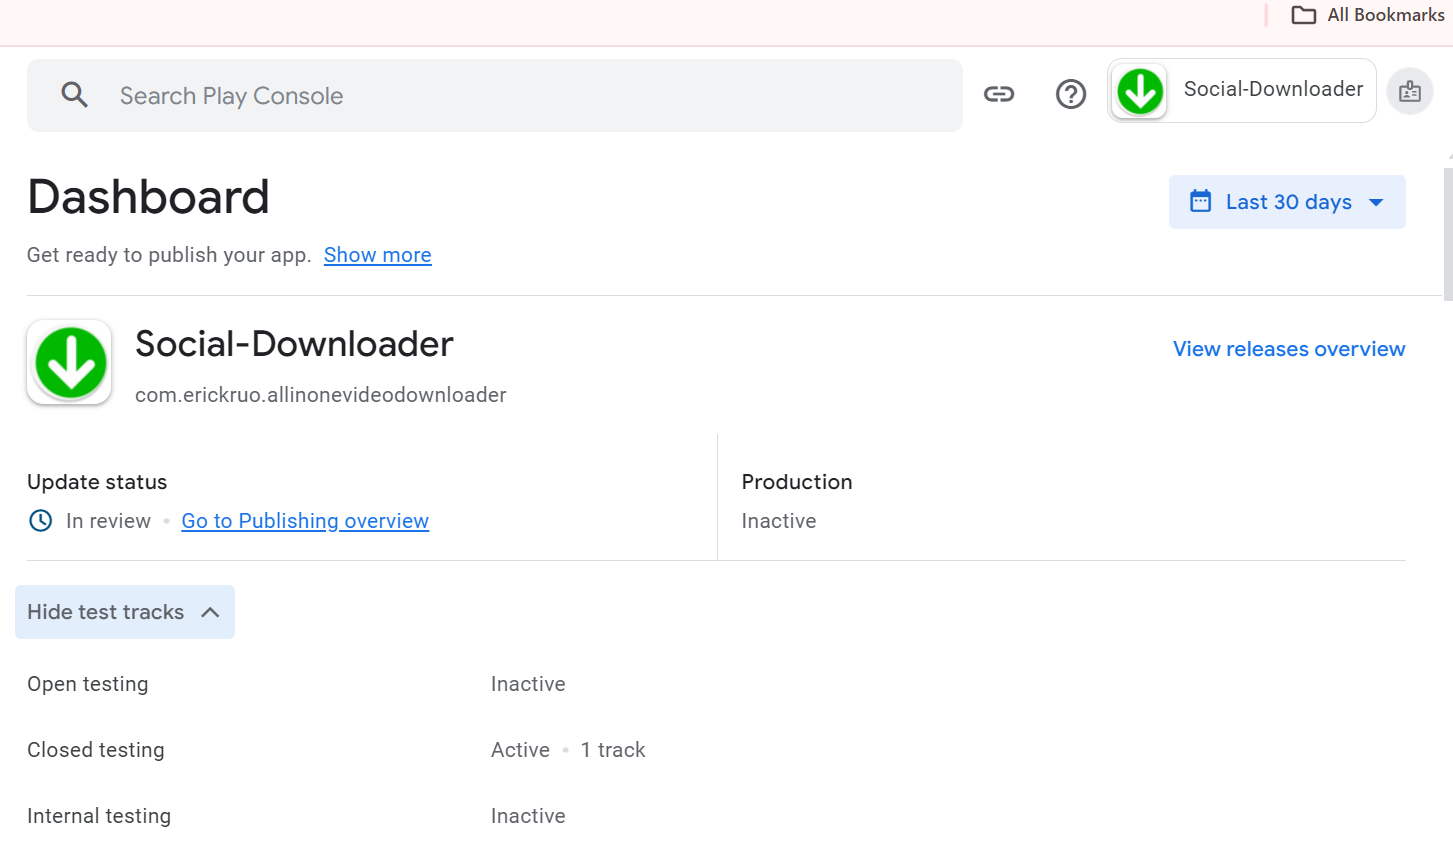 All Bookmarks
Search Play Console
Social-Downloader
Dashboard
Last 30 days
Get ready to publish your app. Show more
Social-Downloader
View releases overview
com.erickruo.allinonevideodownloader
Update status
In review • Go to Publishing overview
Production
Inactive
Hide test tracks
Open testing Inactive
Closed testing Active • 1 track
Internal testing Inactive